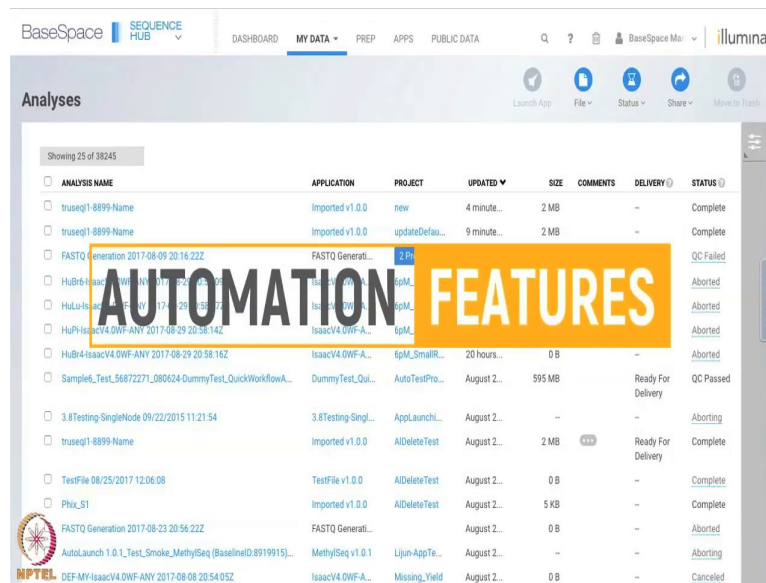 BaseSpace SEQUENCE HUB DASHBOARD MY DATA PREP APPS PUBLIC DATA ? BaseSpace Ma illumina
Analyses Launch App File Status Share Move to Trash
Showing 25 of 38245
ANALYSIS NAME APPLICATION PROJECT UPDATED SIZE COMMENTS DELIVERY STATUS
truseql1-8899-Name Imported v1.0.0 new 4 minute... 2 MB -- Complete
truseql1-8899-Name Imported v1.0.0 updateDefau... 9 minute... 2 MB -- Complete
FASTQ Generation 2017-08-09 20:16:22Z FASTQ Generati... QC Failed
AUTOMATION FEATURES
Aborted
Aborted
HuPi-IsaacV4.0WF-ANY 2017-08-29 20:58:14Z IsaacV4.0WF-A... Aborted
HuBr4-IsaacV4.0WF-ANY 2017-08-29 20:58:16Z IsaacV4.0WF-A... 6pM_SmallR... 20 hours... 0 B -- Aborted
Sample6_Test_56872271_080624-DummyTest_QuickWorkflowA... DummyTest_Qui... AutoTestPro... August 2... 595 MB Ready For Delivery QC Passed
3.8Testing-SingleNode 09/22/2015 11:21:54 3.8Testing-Singl... AppLaunchi... August 2... -- -- Aborting
truseql1-8899-Name Imported v1.0.0 AlDeleteTest August 2... 2 MB Ready For Delivery Complete
TestFile 08/25/2017 12:06:08 TestFile v1.0.0 AlDeleteTest August 2... 0 B -- Complete
Phix_S1 Imported v1.0.0 AlDeleteTest August 2... 5 KB -- Complete
FASTQ Generation 2017-08-23 20:56:22Z FASTQ Generati... August 2... 0 B -- Aborted
AutoLaunch 1.0.1_Test_Smoke_MethylSeq (BaselineID:8919915)... MethylSeq v1.0.1 Lijun-AppTe... August 2... -- -- Aborting
NPTEL DEF-MY-IsaacV4.0WF-ANY 2017-08-08 20:54:05Z IsaacV4.0WF-A... Missing_Yield August 2... 0 B -- Canceled